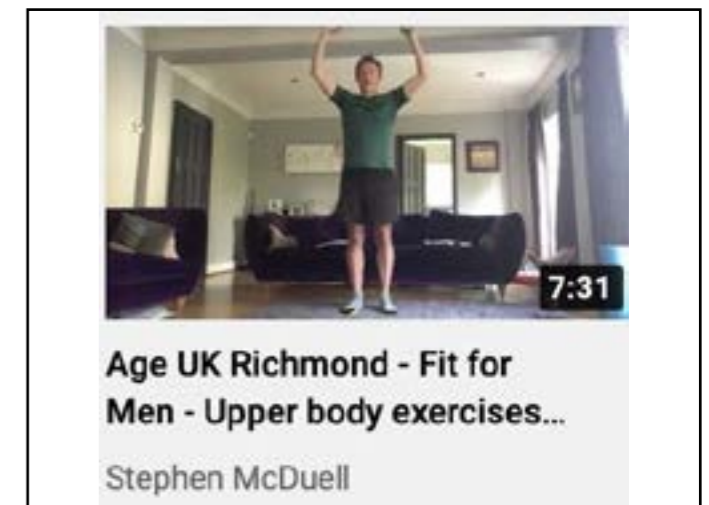 7:31
Age UK Richmond - Fit for
Men - Upper body exercises...
Stephen McDuell